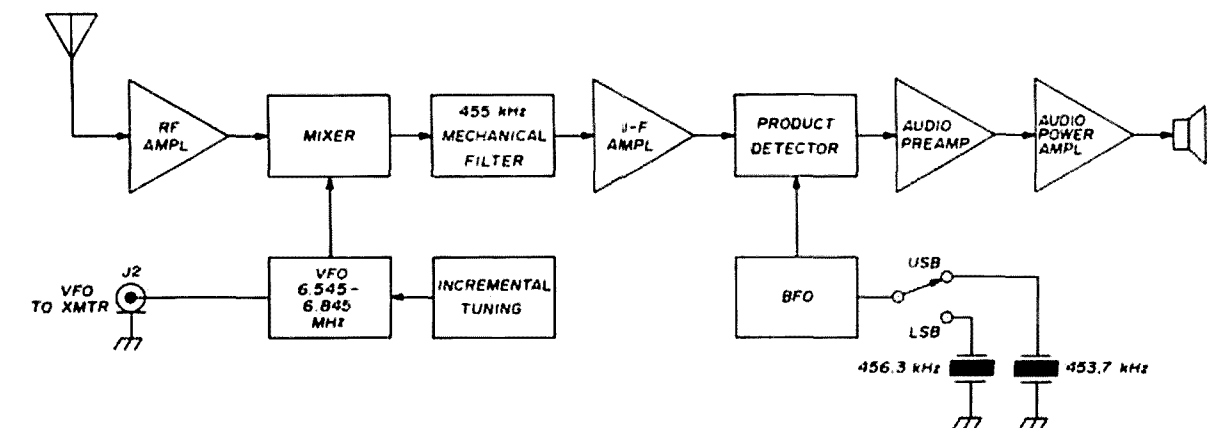 RF
AMPL
MIXER
455 kHz
MECHANICAL
FILTER
I-F
AMPL
PRODUCT
DETECTOR
AUDIO
PREAMP
AUDIO
POWER
AMPL
J2
VFO
TO XMTR
VFO
6.545-
6.845
MHz
INCREMENTAL
TUNING
BFO
USB
LSB
456.3 kHz
453.7 kHz